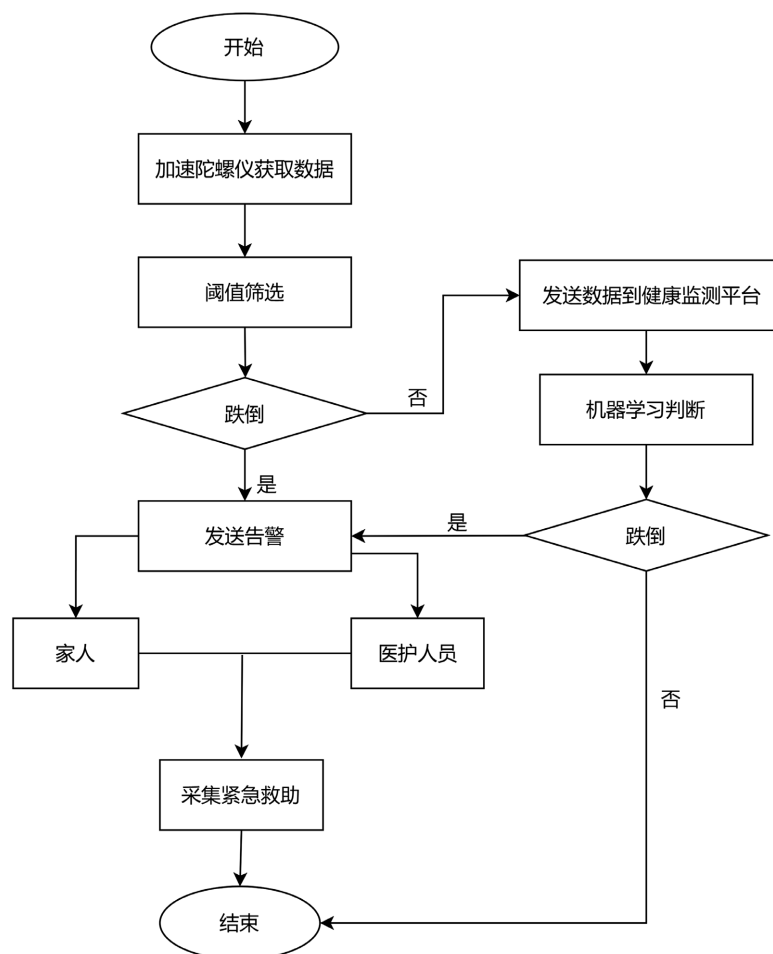 开始
加速陀螺仪获取数据
阈值筛选
发送数据到健康监测平台
机器学习判断
否
跌倒
是
发送告警
是
跌倒
家人
医护人员
否
采集紧急救助
结束